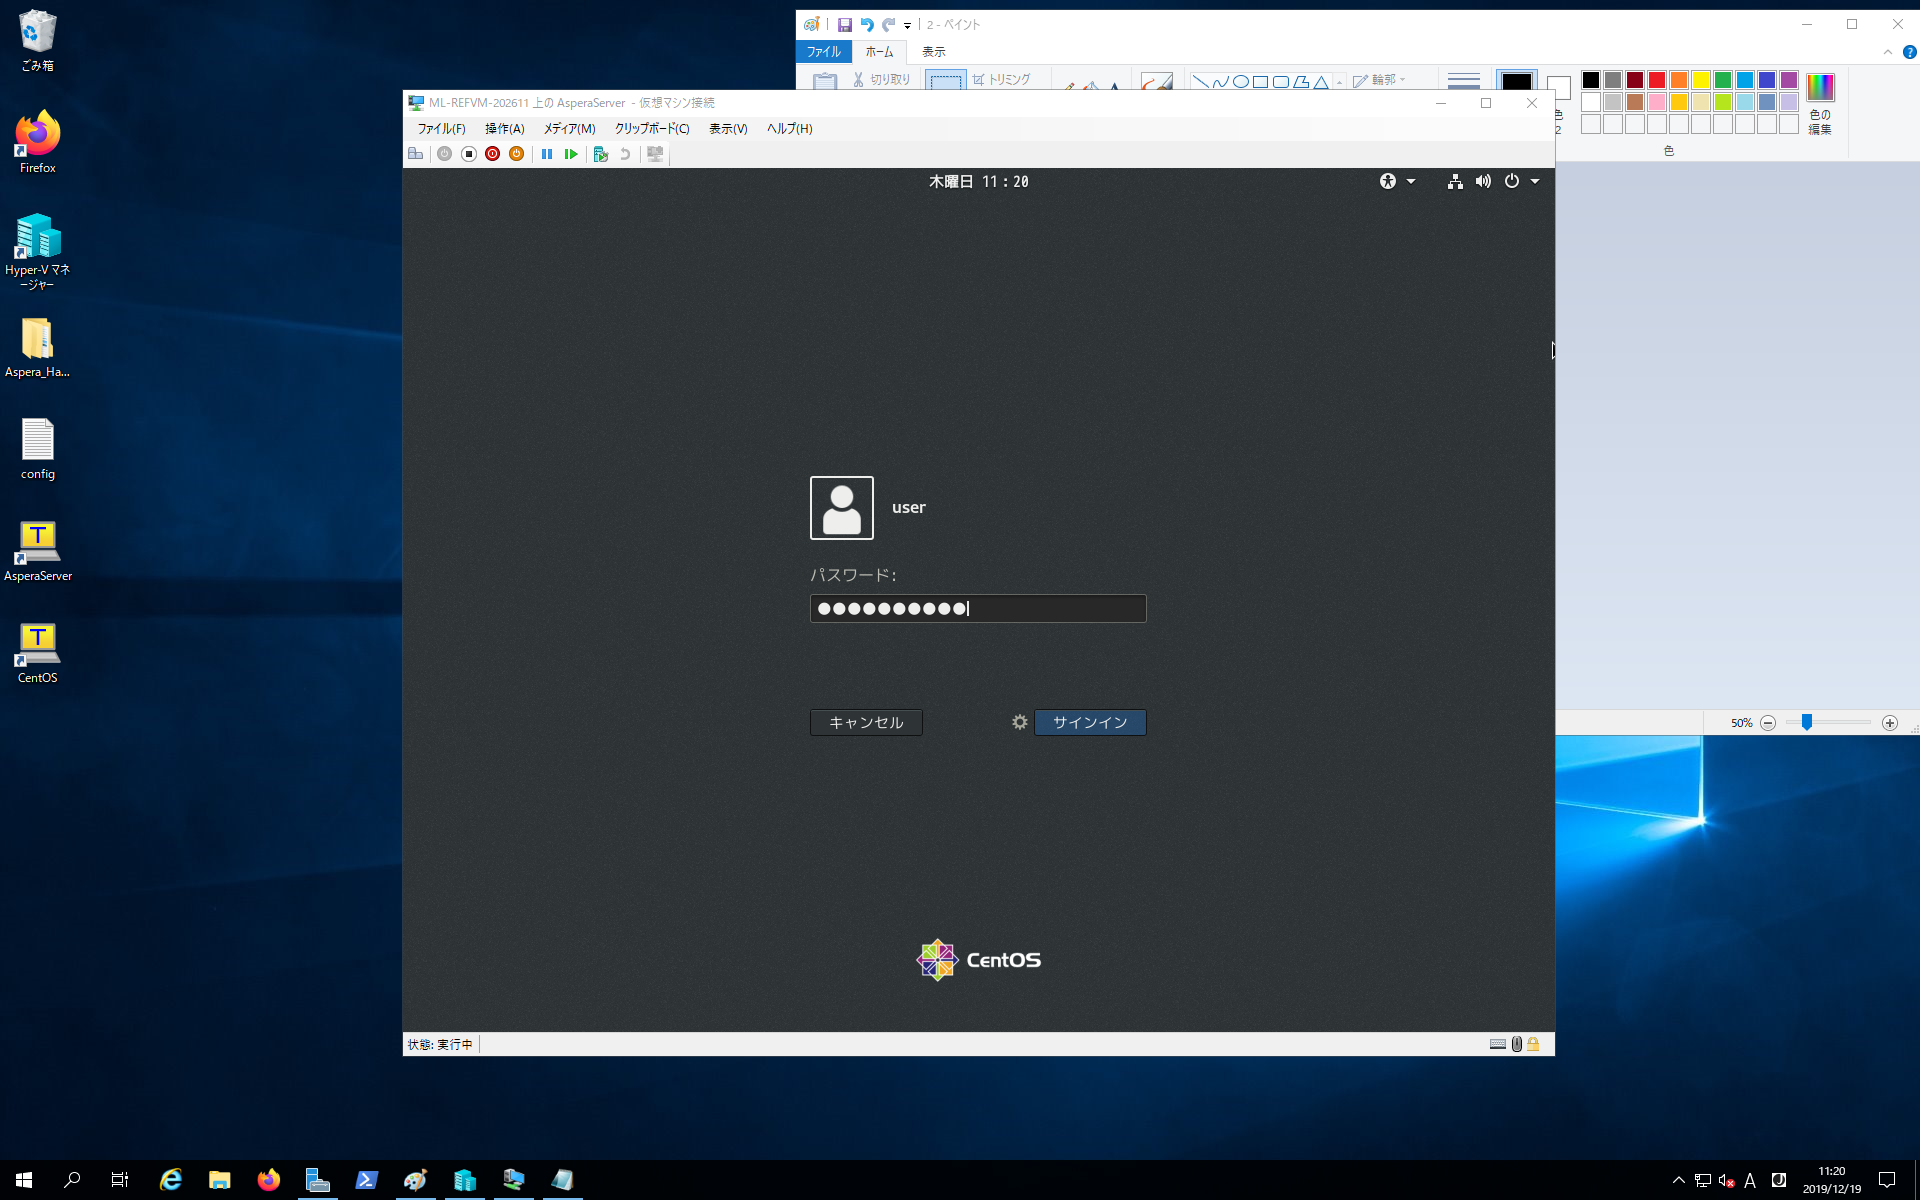 ごみ箱
Firefox
Hyper-V マネ
ージャー
Aspera_Ha...
config
AsperaServer
CentOS
2 - ペイント
ファイル
ホーム
表示
切り取り
トリミング
輪郭
色
2
色の
編集
色
ML-REFVM-202611 上の AsperaServer - 仮想マシン接続
ファイル(F)
操作(A)
メディア(M)
クリップボード(C)
表示(V)
ヘルプ(H)
木曜日 11：20
user
パスワード:
キャンセル
サインイン
CentOS
状態: 実行中
50%
A
11:20
2019/12/19